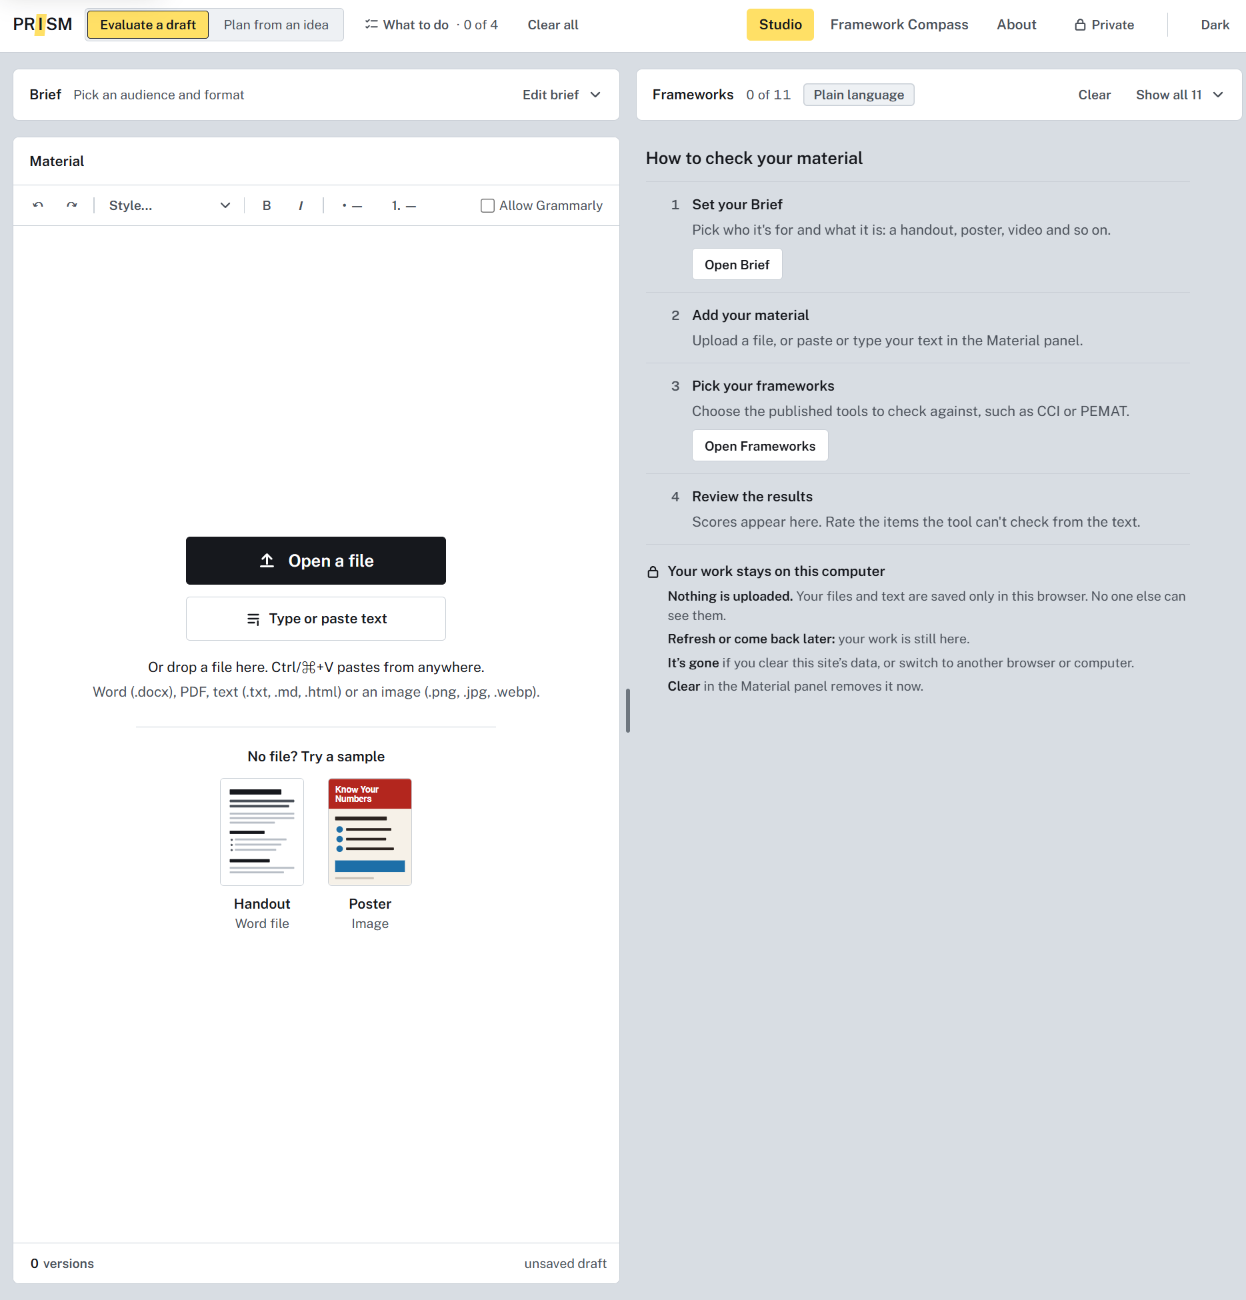 PRISM
Evaluate a draft
Plan from an idea
What to do · 0 of 4
Clear all
Studio
Framework Compass
About
Private
Dark
Brief Pick an audience and format
Edit brief
Frameworks 0 of 11
Plain language
Clear
Show all 11
Material
Style...
B
I
• —
1. —
Allow Grammarly
Open a file
Type or paste text
Or drop a file here. Ctrl/⌘+V pastes from anywhere.
Word (.docx), PDF, text (.txt, .md, .html) or an image (.png, .jpg, .webp).
No file? Try a sample
Know Your
Numbers
Handout
Word file
Poster
Image
0 versions
unsaved draft
How to check your material
1 Set your Brief
Pick who it's for and what it is: a handout, poster, video and so on.
Open Brief
2 Add your material
Upload a file, or paste or type your text in the Material panel.
3 Pick your frameworks
Choose the published tools to check against, such as CCI or PEMAT.
Open Frameworks
4 Review the results
Scores appear here. Rate the items the tool can't check from the text.
Your work stays on this computer
Nothing is uploaded. Your files and text are saved only in this browser. No one else can
see them.
Refresh or come back later: your work is still here.
It’s gone if you clear this site’s data, or switch to another browser or computer.
Clear in the Material panel removes it now.